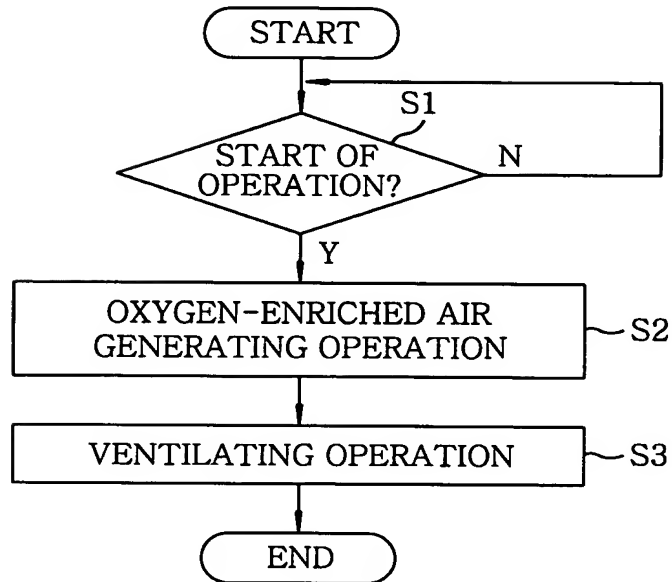 START
S1
START OF
OPERATION?
N
Y
OXYGEN-ENRICHED AIR
GENERATING OPERATION
S2
VENTILATING OPERATION
S3
END